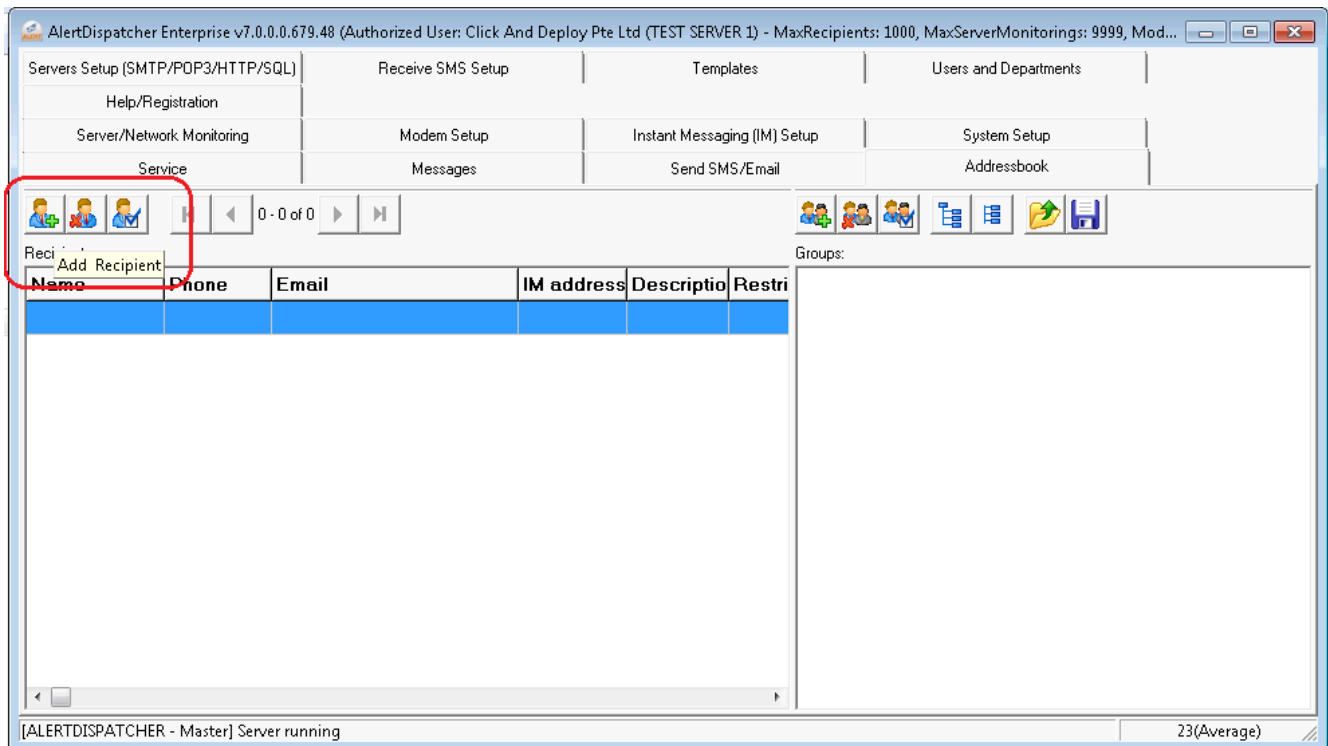 AlertDispatcher Enterprise v7.0.0.0.679.48 (Authorized User: Click And Deploy Pte Ltd (TEST SERVER 1) - MaxRecipients: 1000, MaxServerMonitorings: 9999, Mod...
Servers Setup (SMTP/POP3/HTTP/SQL) Receive SMS Setup Templates Users and Departments
Help/Registration
Server/Network Monitoring Modem Setup Instant Messaging (IM) Setup System Setup
Service Messages Send SMS/Email Addressbook
0 - 0 of 0
Groups:
Add Recipient
Name Phone Email IM address Descriptio Restri
[ALERTDISPATCHER - Master] Server running 23(Average)